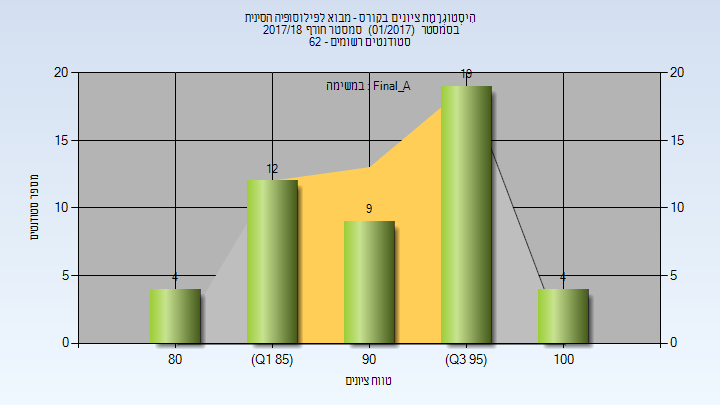 הִיסְטוֹגְרַמַת ציונים בקורס - מבוא לפילוסופיה הסינית
בסמסטר (01/2017) סמסטר חורף 2017/18
סטודנטים רשומים - 62
במשימה : Final_A
20
15
10
5
0
20
15
10
5
0
4
12
9
19
4
80
(Q1 85)
90
(Q3 95)
100
מספר סטודנטים
טווח ציונים